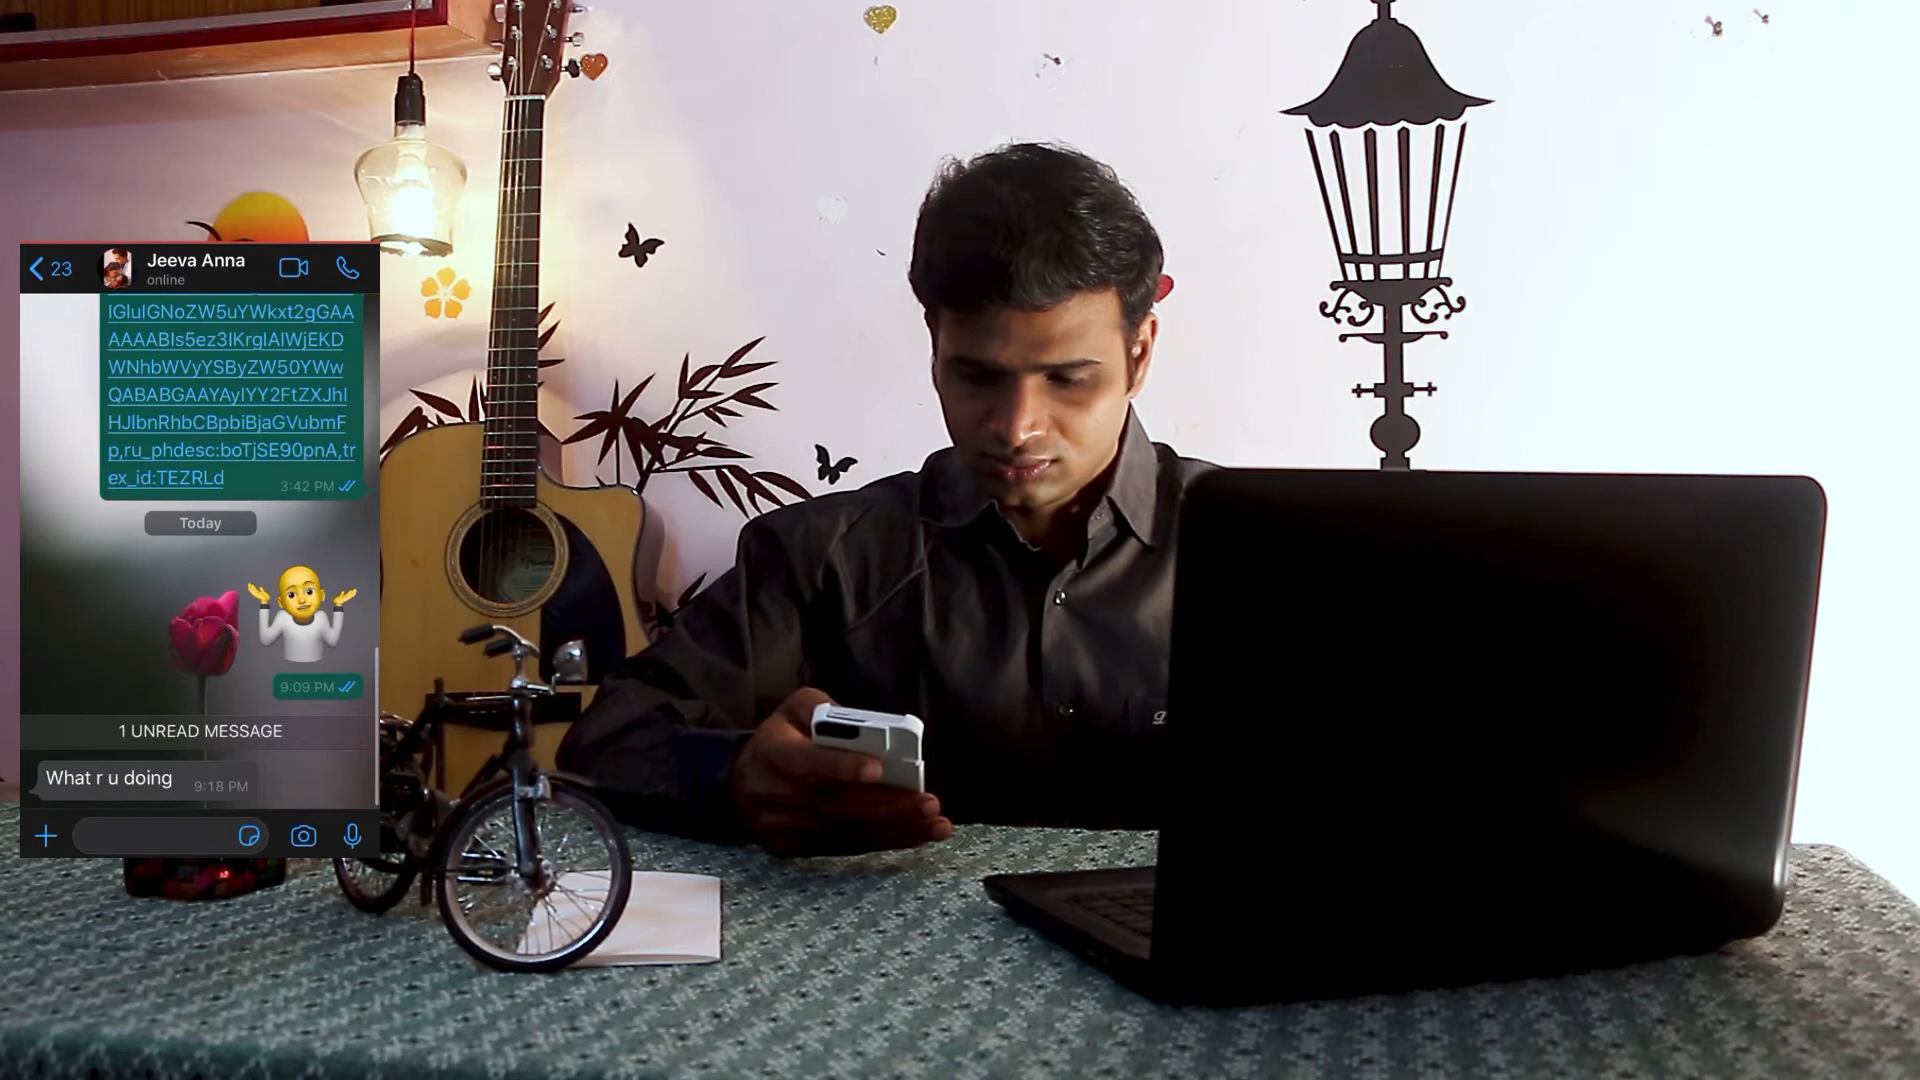 23
Jeeva Anna
online
IGluIGNoZW5uYWkxt2gGAA
AAAABIs5ez3IKrglAIWjEKD
WNhbWVyYSByZW50YWw
QABABGAAYAyIYY2FtZXJhI
HJlbnRhbCBpbiBjaGVubmF
p,ru_phdesc:boTjSE90pnA,tr
ex_id:TEZRLd
3:42 PM
Today
9:09 PM
1 UNREAD MESSAGE
What r u doing
9:18 PM